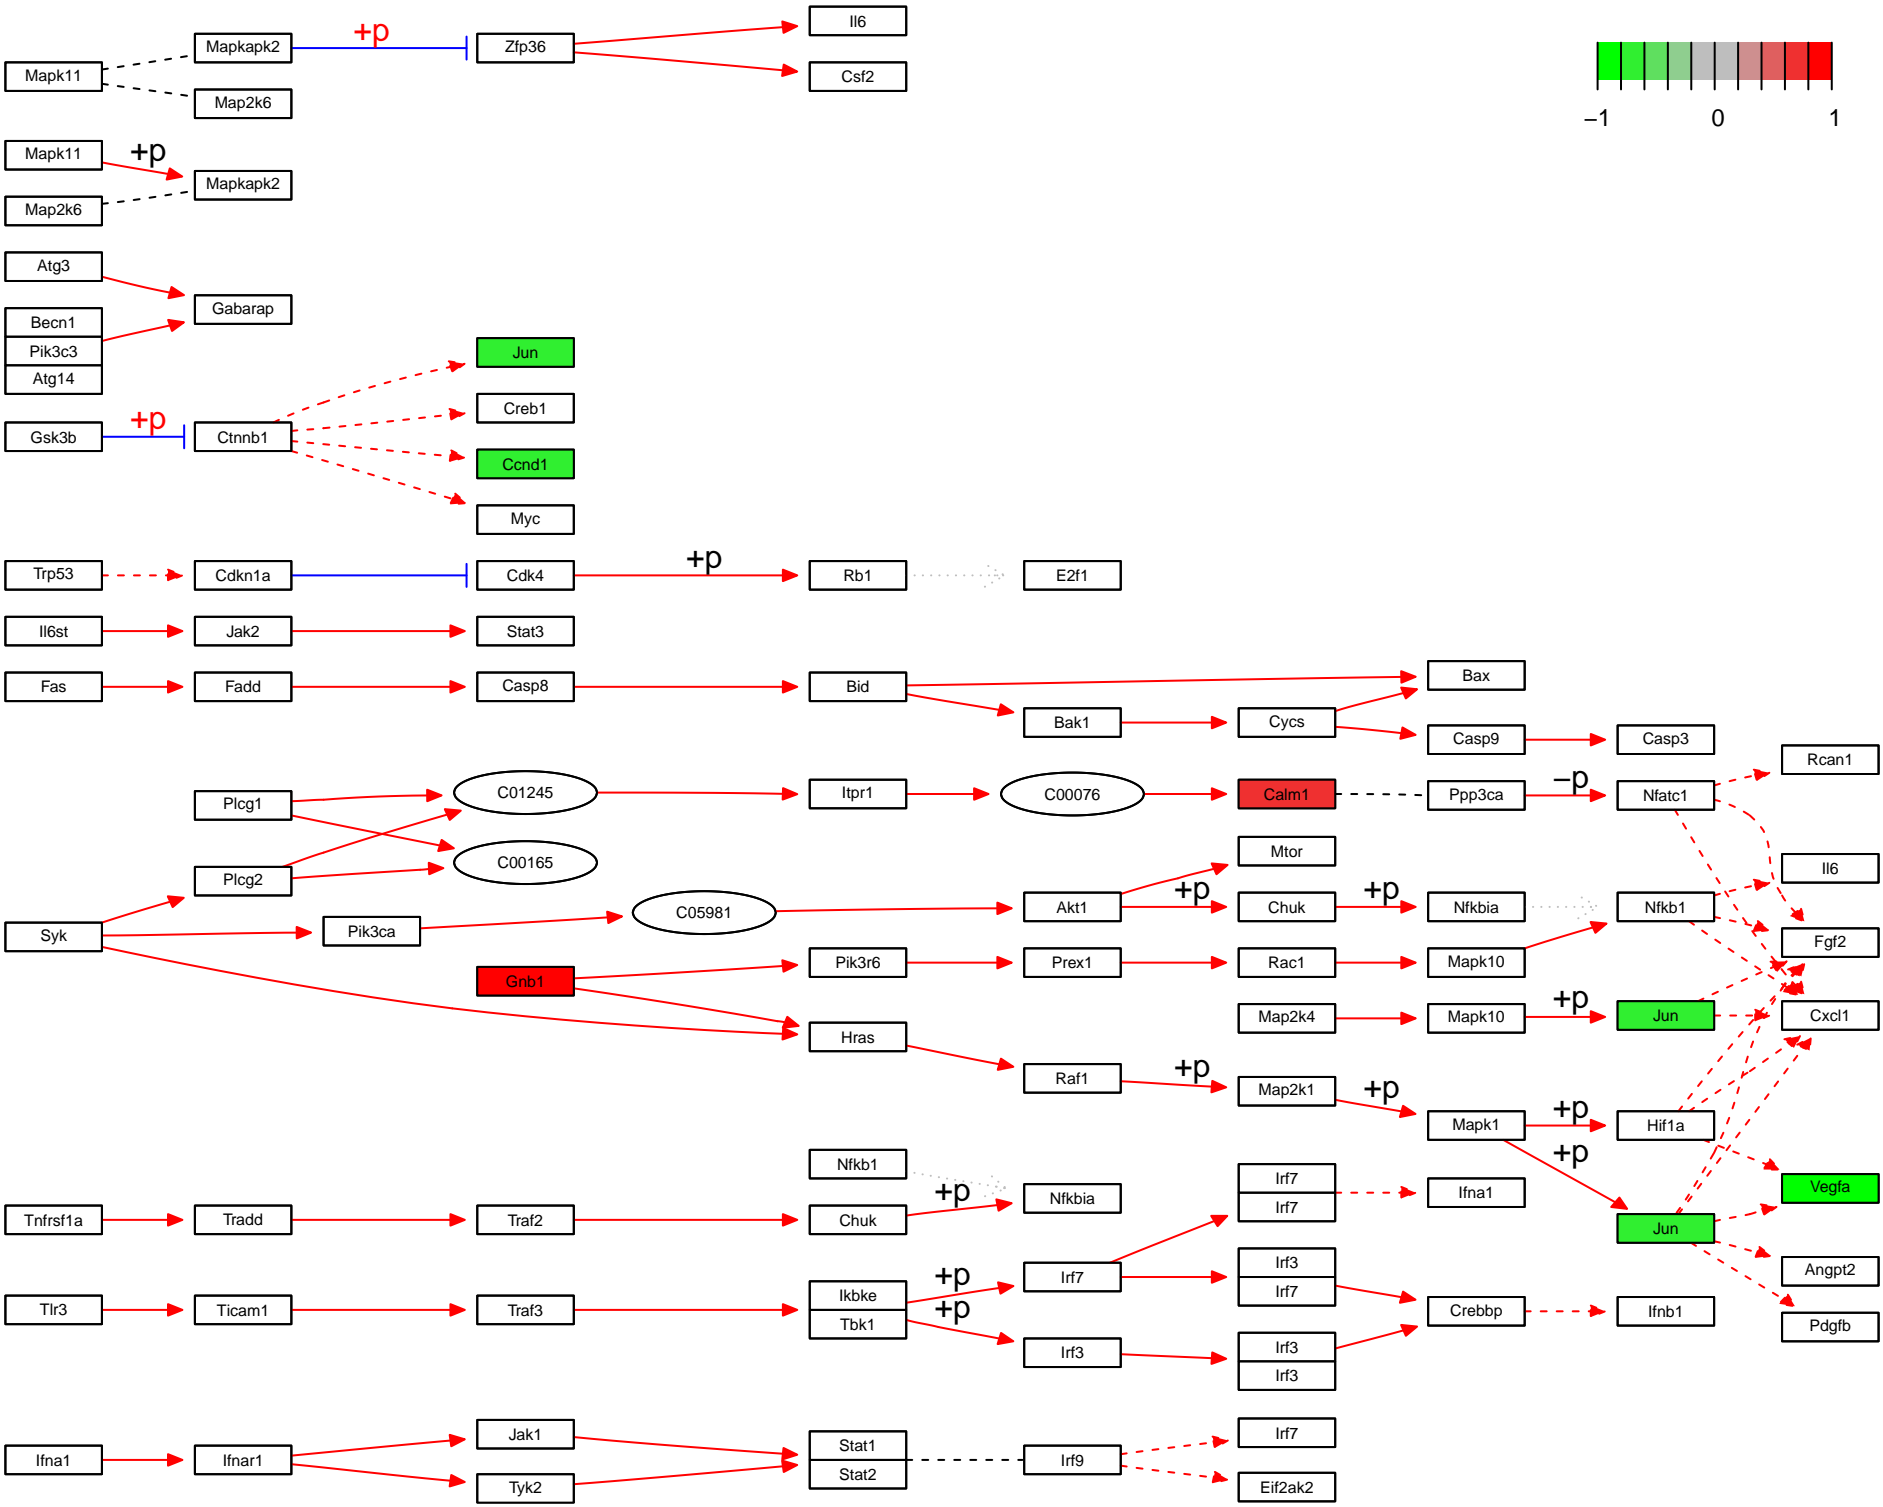 Il6
+p
Mapkapk2
Zfp36
Mapk11
Csf2
Map2k6
−1
0
1
Mapk11
+p
Mapkapk2
Map2k6
Atg3
Gabarap
Becn1
Pik3c3
Atg14
Jun
Creb1
+p
Gsk3b
Ctnnb1
Ccnd1
Myc
+p
Trp53
Cdkn1a
Cdk4
Rb1
E2f1
Il6st
Jak2
Stat3
Fas
Fadd
Casp8
Bid
Bax
Bak1
Cycs
Casp9
Casp3
Rcan1
Plcg1
C01245
Itpr1
C00076
Calm1
Ppp3ca
−p
Nfatc1
Mtor
Plcg2
C00165
Il6
Syk
Pik3ca
C05981
Akt1
+p
Chuk
+p
Nfkbia
Nfkb1
Fgf2
Gnb1
Pik3r6
Prex1
Rac1
Mapk10
Map2k4
Mapk10
+p
Jun
Cxcl1
Hras
Raf1
+p
Map2k1
+p
Mapk1
+p
Hif1a
+p
Nfkb1
Nfkbia
Irf7
Irf7
Ifna1
Vegfa
Tnfrsf1a
Tradd
Traf2
Chuk
+p
Jun
Irf7
Irf3
Irf7
Angpt2
Tlr3
Ticam1
Traf3
Ikbke
Tbk1
+p
+p
Crebbp
Ifnb1
Pdgfb
Irf3
Irf3
Irf3
Jak1
Stat1
Stat2
Irf7
Ifna1
Ifnar1
Irf9
Tyk2
Eif2ak2